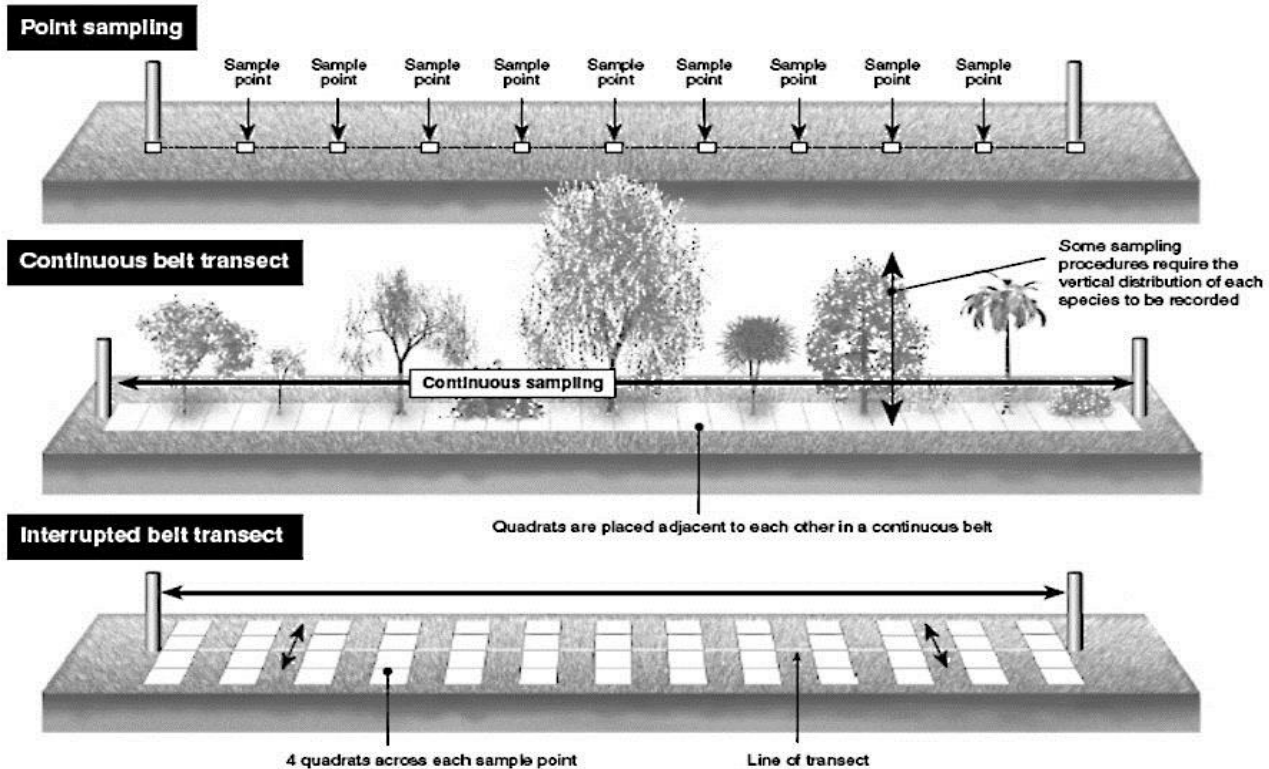 Point sampling
Sample point
Sample point
Sample point
Sample point
Sample point
Sample point
Sample point
Sample point
Sample point
Continuous belt transect
Some sampling
procedures require the
vertical distribution of each
species to be recorded
Continuous sampling
Quadrats are placed adjacent to each other in a continuous belt
Interrupted belt transect
4 quadrats across each sample point
Line of transect